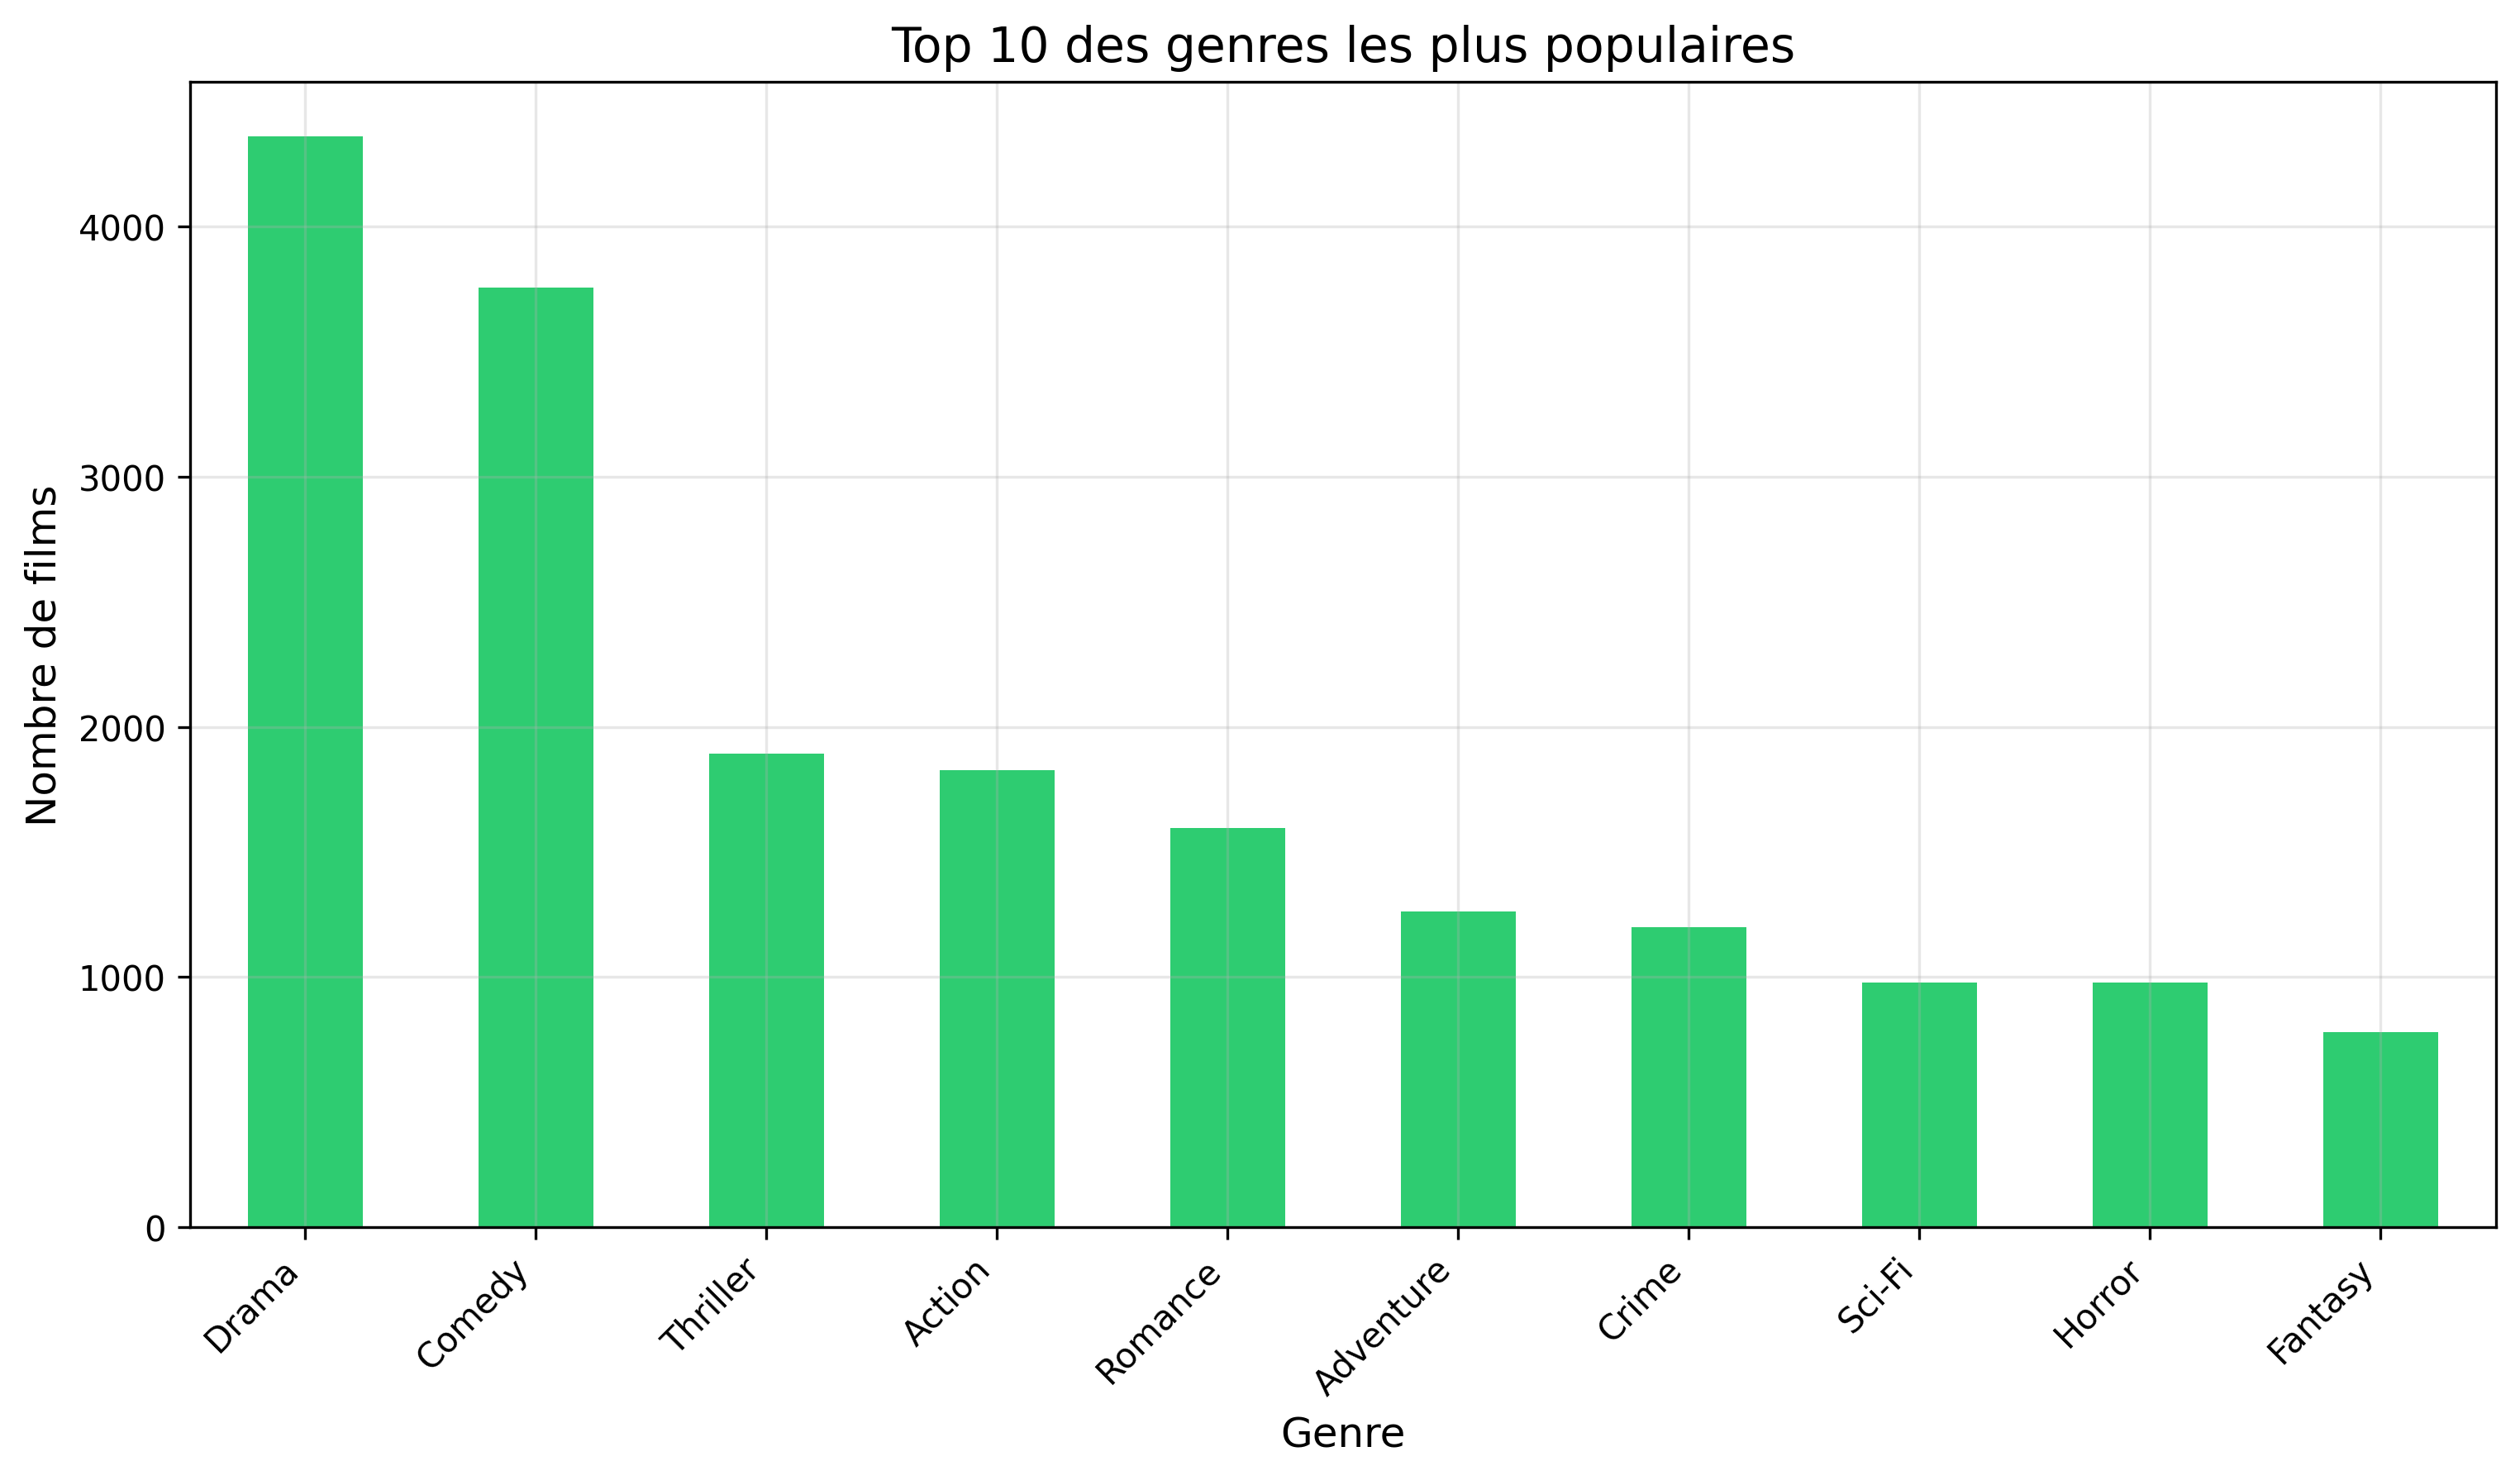 Top 10 des genres les plus populaires
Nombre de films
4000
3000
2000
1000
0
Drama
Comedy
Thriller
Action
Romance
Adventure
Crime
Sci-Fi
Horror
Fantasy
Genre